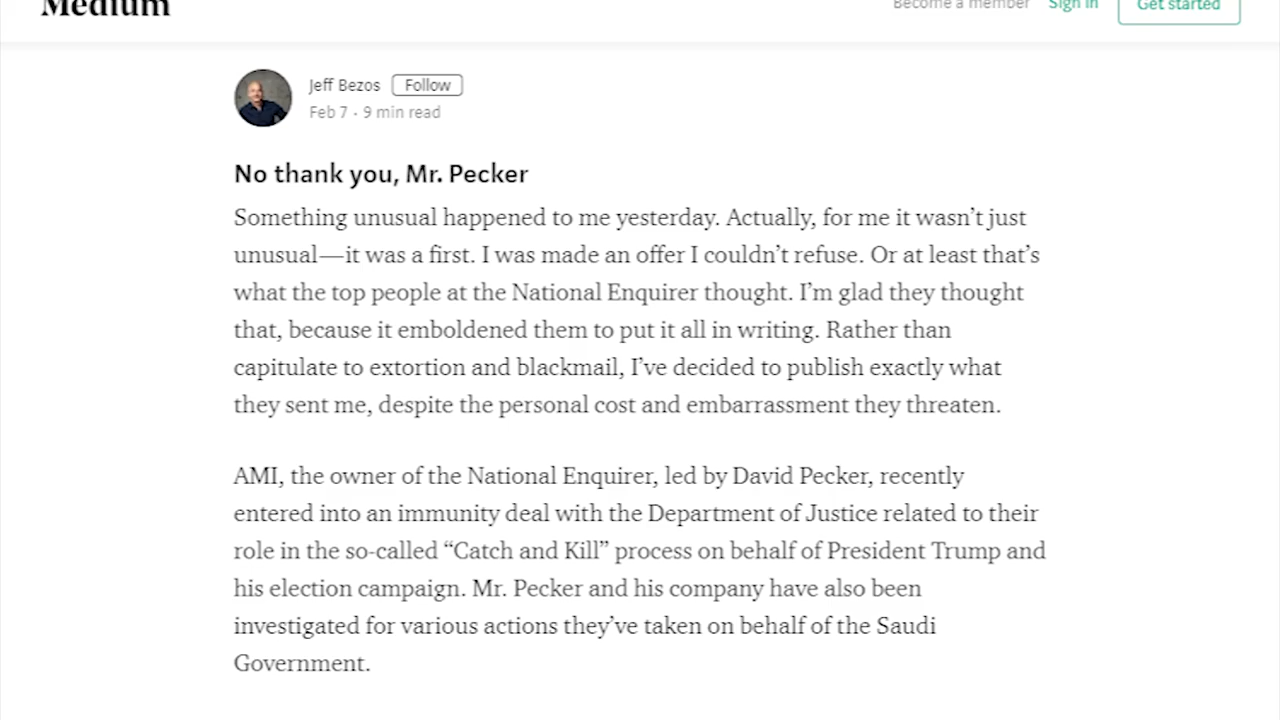 Medium
Become a member Sign in Get started
Jeff Bezos Follow
Feb 7 · 9 min read
No thank you, Mr. Pecker
Something unusual happened to me yesterday. Actually, for me it wasn’t just
unusual—it was a first. I was made an offer I couldn’t refuse. Or at least that’s
what the top people at the National Enquirer thought. I’m glad they thought
that, because it emboldened them to put it all in writing. Rather than
capitulate to extortion and blackmail, I’ve decided to publish exactly what
they sent me, despite the personal cost and embarrassment they threaten.
AMI, the owner of the National Enquirer, led by David Pecker, recently
entered into an immunity deal with the Department of Justice related to their
role in the so-called “Catch and Kill” process on behalf of President Trump and
his election campaign. Mr. Pecker and his company have also been
investigated for various actions they’ve taken on behalf of the Saudi
Government.